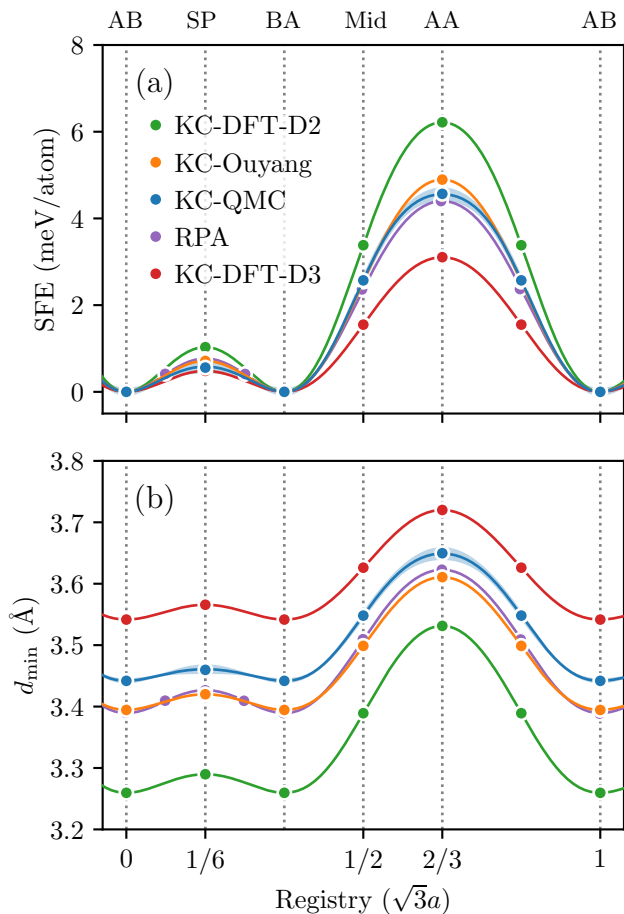 AB SP BA Mid AA AB
8
6
4
2
0
SFE (meV/atom)
(a)
KC-DFT-D2
KC-Ouyang
KC-QMC
RPA
KC-DFT-D3
3.8
3.7
3.6
3.5
3.4
3.3
3.2
d_min (Å)
(b)
0 1/6 1/2 2/3 1
Registry (√3a)